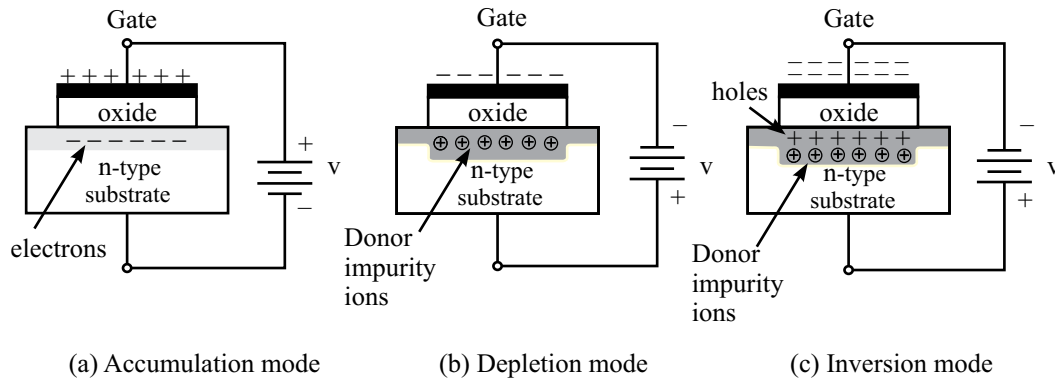 Gate
+ + + + + +
oxide
− − − − − − −
n-type
substrate
electrons
+
v
−
(a) Accumulation mode
Gate
− − − − − − −
oxide
+ + + + + +
n-type
substrate
Donor
impurity
ions
−
v
+
(b) Depletion mode
Gate
− − − − − −
− − − − − −
holes
oxide
+ + + + + +
+ + + + + +
n-type
substrate
Donor
impurity
ions
−
v
+
(c) Inversion mode